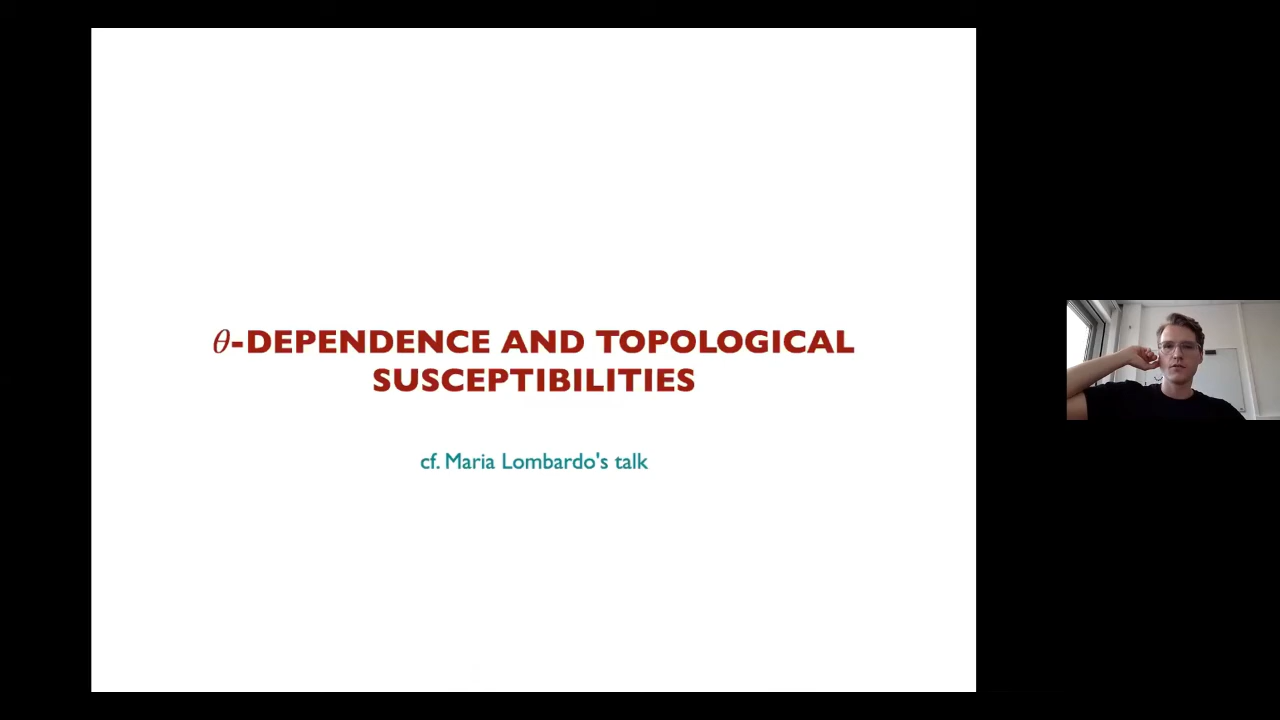 θ-DEPENDENCE AND TOPOLOGICAL
SUSCEPTIBILITIES
cf. Maria Lombardo's talk